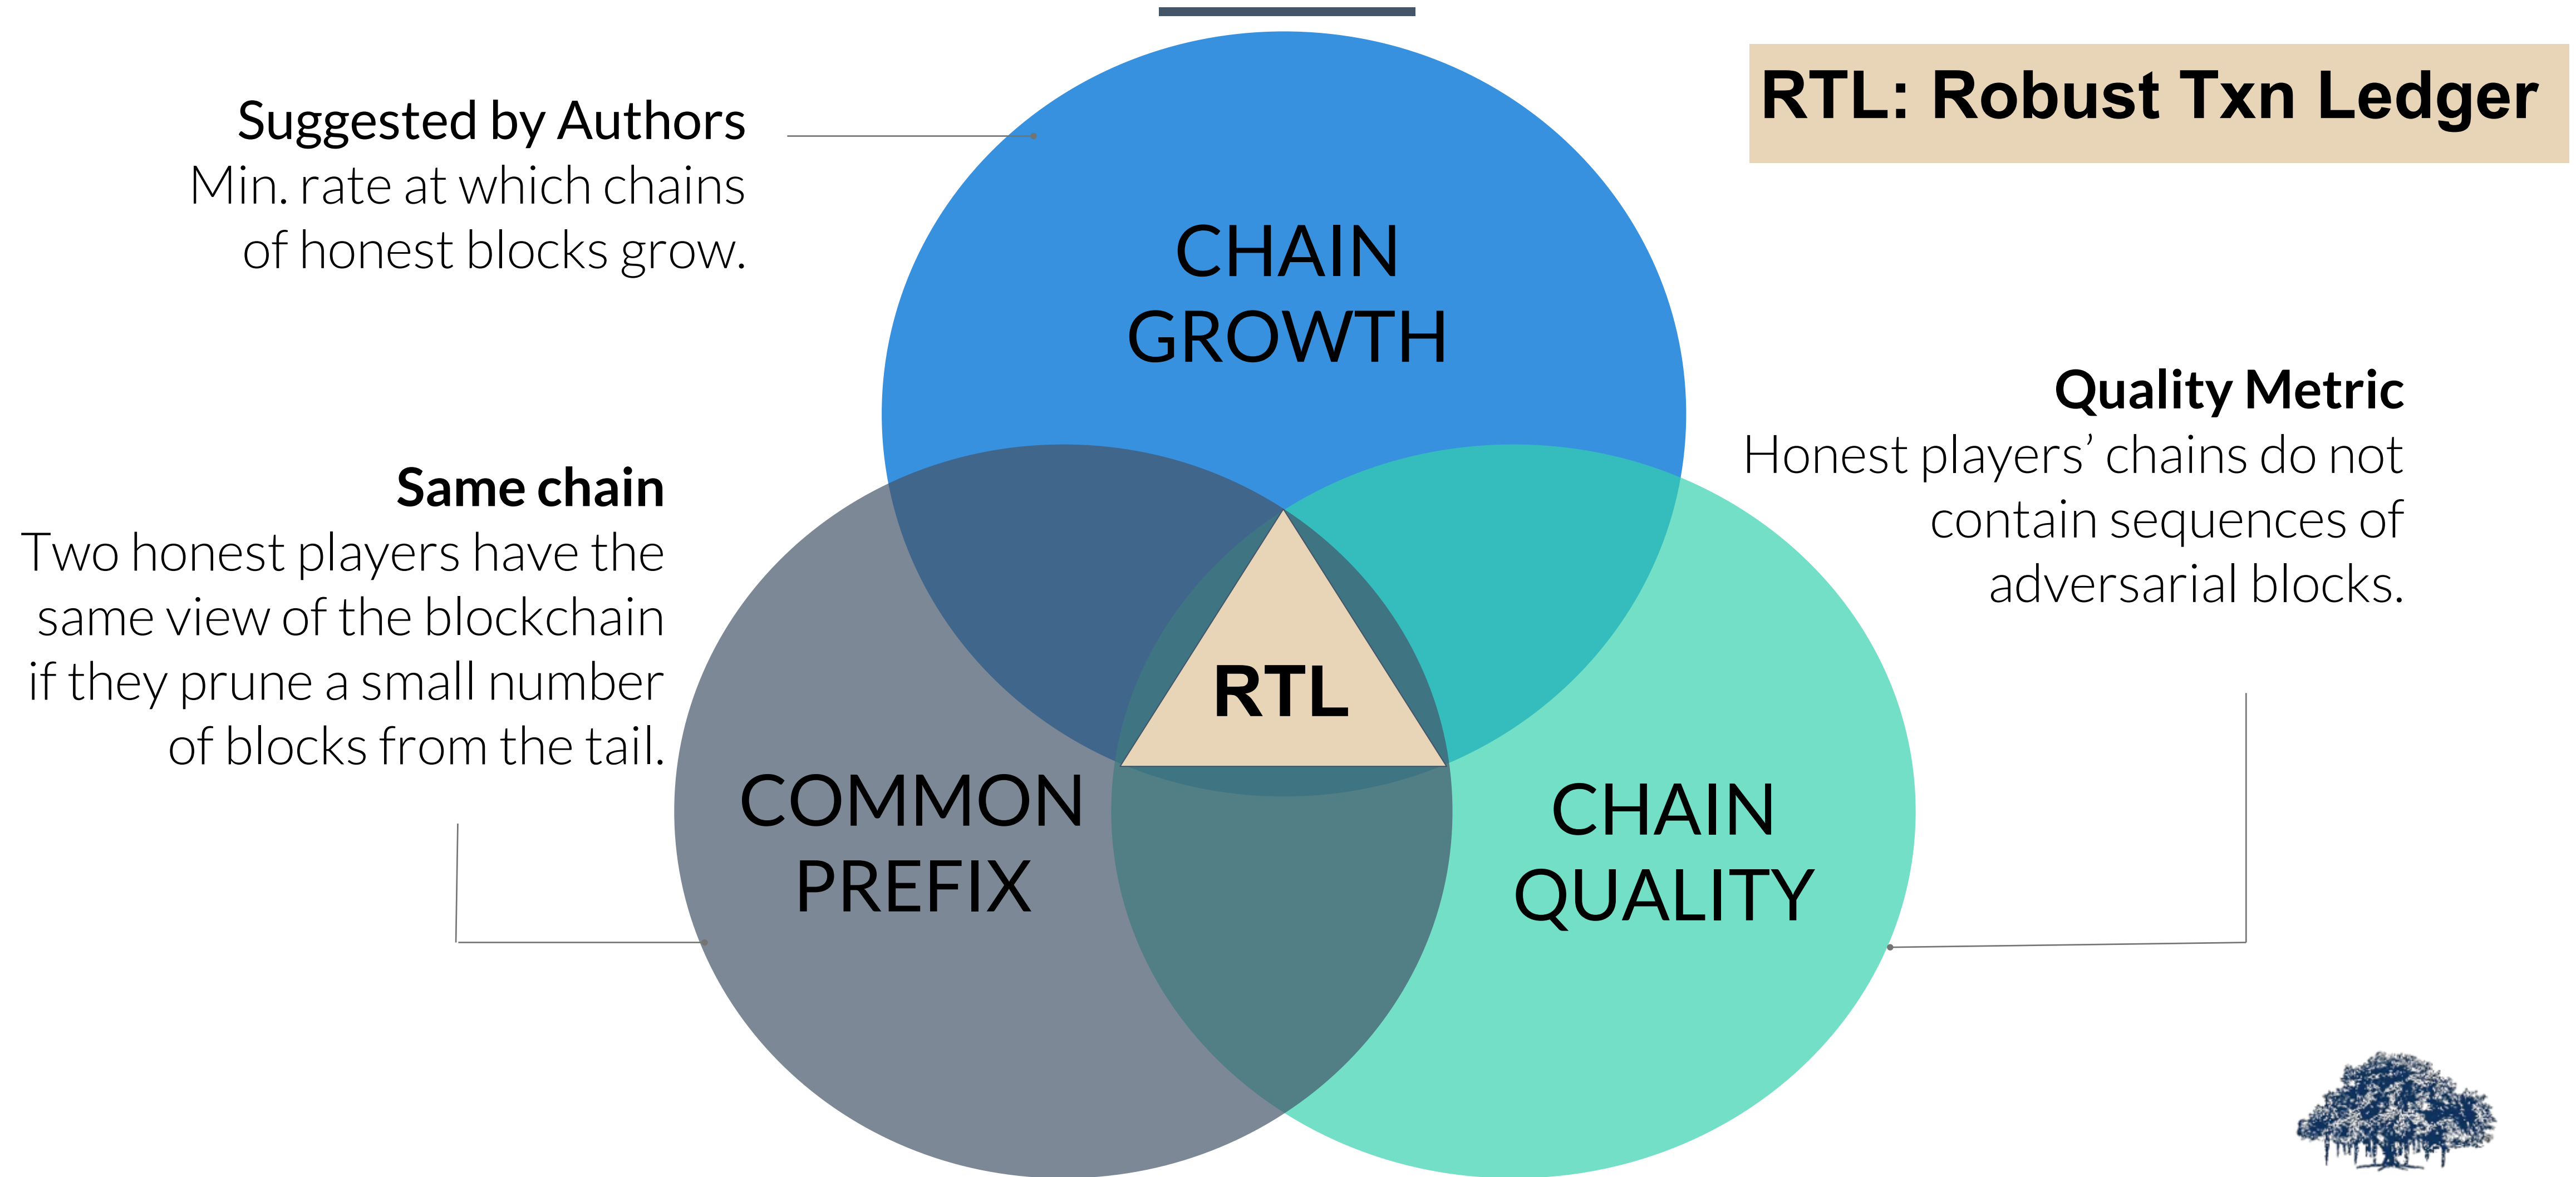 RTL: Robust Txn Ledger
Suggested by Authors
Min. rate at which chains
of honest blocks grow.
CHAIN
GROWTH
Quality Metric
Honest players’ chains do not
contain sequences of
adversarial blocks.
Same chain
Two honest players have the
same view of the blockchain
if they prune a small number
of blocks from the tail.
RTL
COMMON
PREFIX
CHAIN
QUALITY